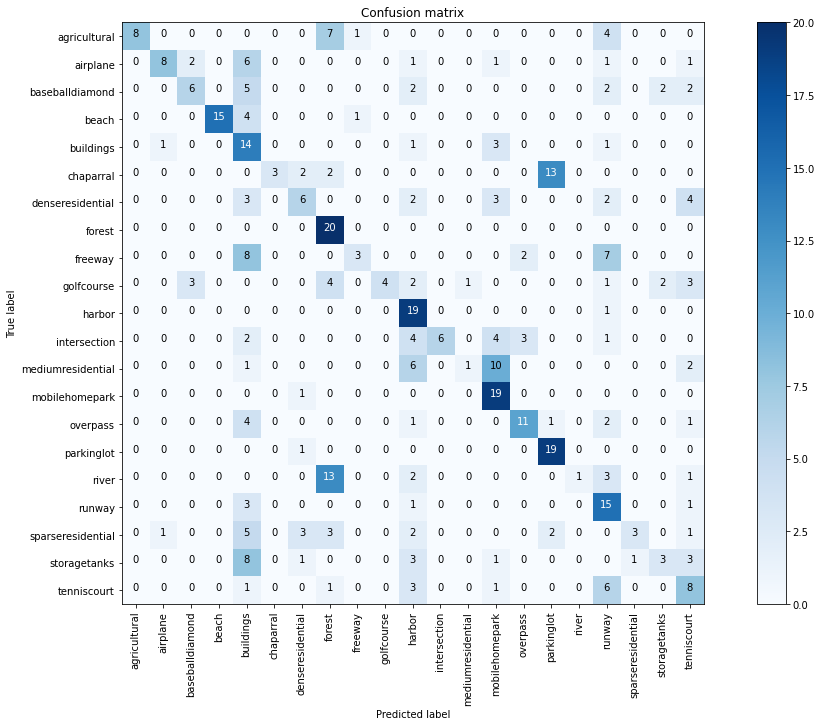 Confusion matrix
agricultural 8 0 0 0 0 0 0 7 1 0 0 0 0 0 0 0 0 4 0 0 0
airplane 0 8 2 0 6 0 0 0 0 0 1 0 0 1 0 0 0 1 0 0 1
baseballdiamond 0 0 6 0 5 0 0 0 0 0 2 0 0 0 0 0 0 2 0 2 2
beach 0 0 0 15 4 0 0 0 1 0 0 0 0 0 0 0 0 0 0 0 0
buildings 0 1 0 0 14 0 0 0 0 0 1 0 0 3 0 0 0 1 0 0 0
chaparral 0 0 0 0 0 3 2 2 0 0 0 0 0 0 0 13 0 0 0 0 0
denseresidential 0 0 0 0 3 0 6 0 0 0 2 0 0 3 0 0 0 2 0 0 4
forest 0 0 0 0 0 0 0 20 0 0 0 0 0 0 0 0 0 0 0 0 0
freeway 0 0 0 0 8 0 0 0 3 0 0 0 0 0 2 0 0 7 0 0 0
golfcourse 0 0 3 0 0 0 0 4 0 4 2 0 1 0 0 0 0 1 0 2 3
harbor 0 0 0 0 0 0 0 0 0 0 19 0 0 0 0 0 0 1 0 0 0
intersection 0 0 0 0 2 0 0 0 0 0 4 6 0 4 3 0 0 1 0 0 0
mediumresidential 0 0 0 0 1 0 0 0 0 0 6 0 1 10 0 0 0 0 0 0 2
mobilehomepark 0 0 0 0 0 0 1 0 0 0 0 0 0 19 0 0 0 0 0 0 0
overpass 0 0 0 0 4 0 0 0 0 0 1 0 0 0 11 1 0 2 0 0 1
parkinglot 0 0 0 0 0 0 1 0 0 0 0 0 0 0 0 19 0 0 0 0 0
river 0 0 0 0 0 0 0 13 0 0 2 0 0 0 0 0 1 3 0 0 1
runway 0 0 0 0 3 0 0 0 0 0 1 0 0 0 0 0 0 15 0 0 1
sparseresidential 0 1 0 0 5 0 3 3 0 0 2 0 0 0 0 2 0 0 3 0 1
storagetanks 0 0 0 0 8 0 1 0 0 0 3 0 0 1 0 0 0 0 1 3 3
tenniscourt 0 0 0 0 1 0 0 1 0 0 3 0 0 1 0 0 0 6 0 0 8
True label
agricultural
airplane
baseballdiamond
beach
buildings
chaparral
denseresidential
forest
freeway
golfcourse
harbor
intersection
mediumresidential
mobilehomepark
overpass
parkinglot
river
runway
sparseresidential
storagetanks
tenniscourt
Predicted label
20.0
17.5
15.0
12.5
10.0
7.5
5.0
2.5
0.0